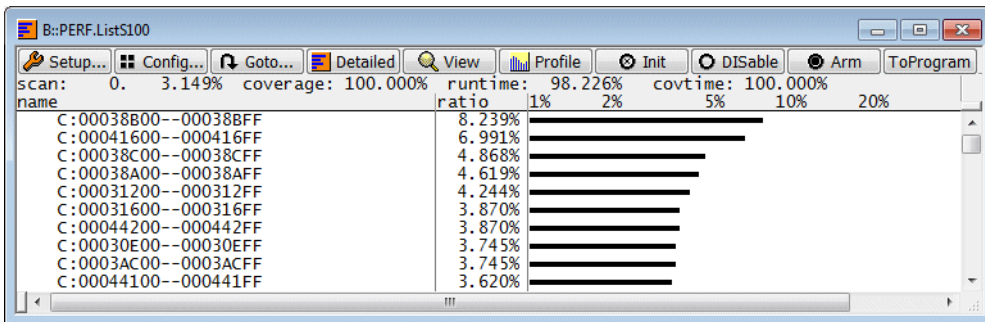 B::PERF.ListS100
Setup... Config... Goto... Detailed View Profile Init DISable Arm ToProgram
scan: 0. 3.149% coverage: 100.000% runtime: 98.226% covtime: 100.000%
name ratio 1% 2% 5% 10% 20%
C:00038B00--00038BFF 8.239%
C:00041600--000416FF 6.991%
C:00038C00--00038CFF 4.868%
C:00038A00--00038AFF 4.619%
C:00031200--000312FF 4.244%
C:00031600--000316FF 3.870%
C:00044200--000442FF 3.870%
C:00030E00--00030EFF 3.745%
C:0003AC00--0003ACFF 3.745%
C:00044100--000441FF 3.620%